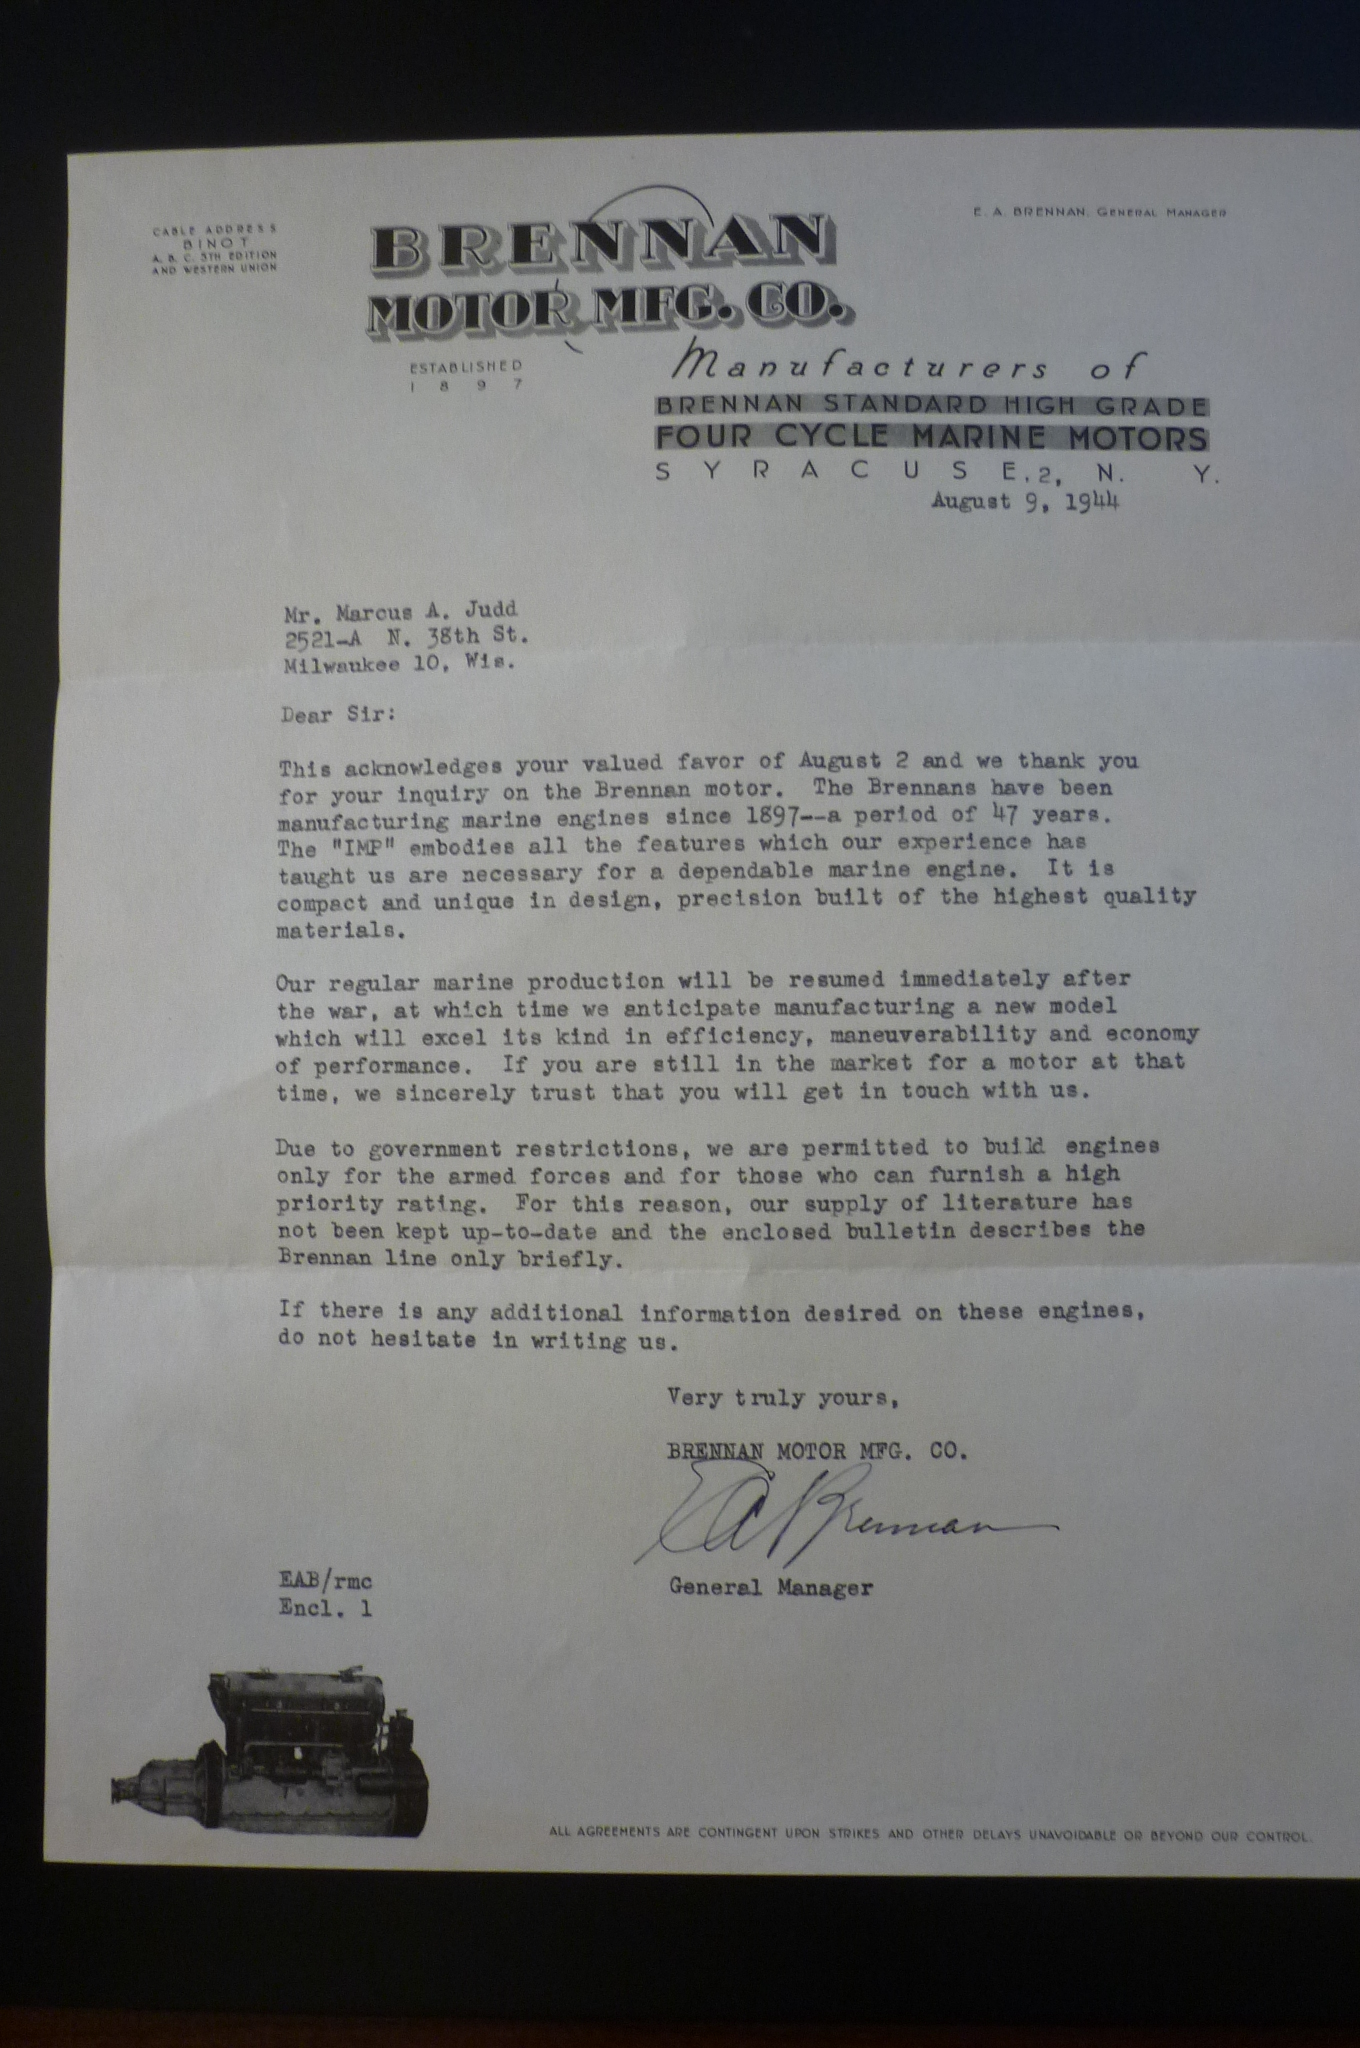 CABLE ADDRESS
BINOT
A. B. C. 5TH EDITION
AND WESTERN UNION
E. A. BRENNAN, GENERAL MANAGER
BRENNAN
MOTOR MFG. CO.
ESTABLISHED
1897
Manufacturers of
BRENNAN STANDARD HIGH GRADE
FOUR CYCLE MARINE MOTORS
SYRACUSE.2, N. Y.
August 9, 1944
Mr. Marcus A. Judd
2521-A N. 38th St.
Milwaukee 10, Wis.
Dear Sir:
This acknowledges your valued favor of August 2 and we thank you
for your inquiry on the Brennan motor. The Brennans have been
manufacturing marine engines since 1897--a period of 47 years.
The "IMP" embodies all the features which our experience has
taught us are necessary for a dependable marine engine. It is
compact and unique in design, precision built of the highest quality
materials.
Our regular marine production will be resumed immediately after
the war, at which time we anticipate manufacturing a new model
which will excel its kind in efficiency, maneuverability and economy
of performance. If you are still in the market for a motor at that
time, we sincerely trust that you will get in touch with us.
Due to government restrictions, we are permitted to build engines
only for the armed forces and for those who can furnish a high
priority rating. For this reason, our supply of literature has
not been kept up-to-date and the enclosed bulletin describes the
Brennan line only briefly.
If there is any additional information desired on these engines,
do not hesitate in writing us.
Very truly yours,
BRENNAN MOTOR MFG. CO.
EA Brennan
General Manager
EAB/rmc
Encl. 1
ALL AGREEMENTS ARE CONTINGENT UPON STRIKES AND OTHER DELAYS UNAVOIDABLE OR BEYOND OUR CONTROL.